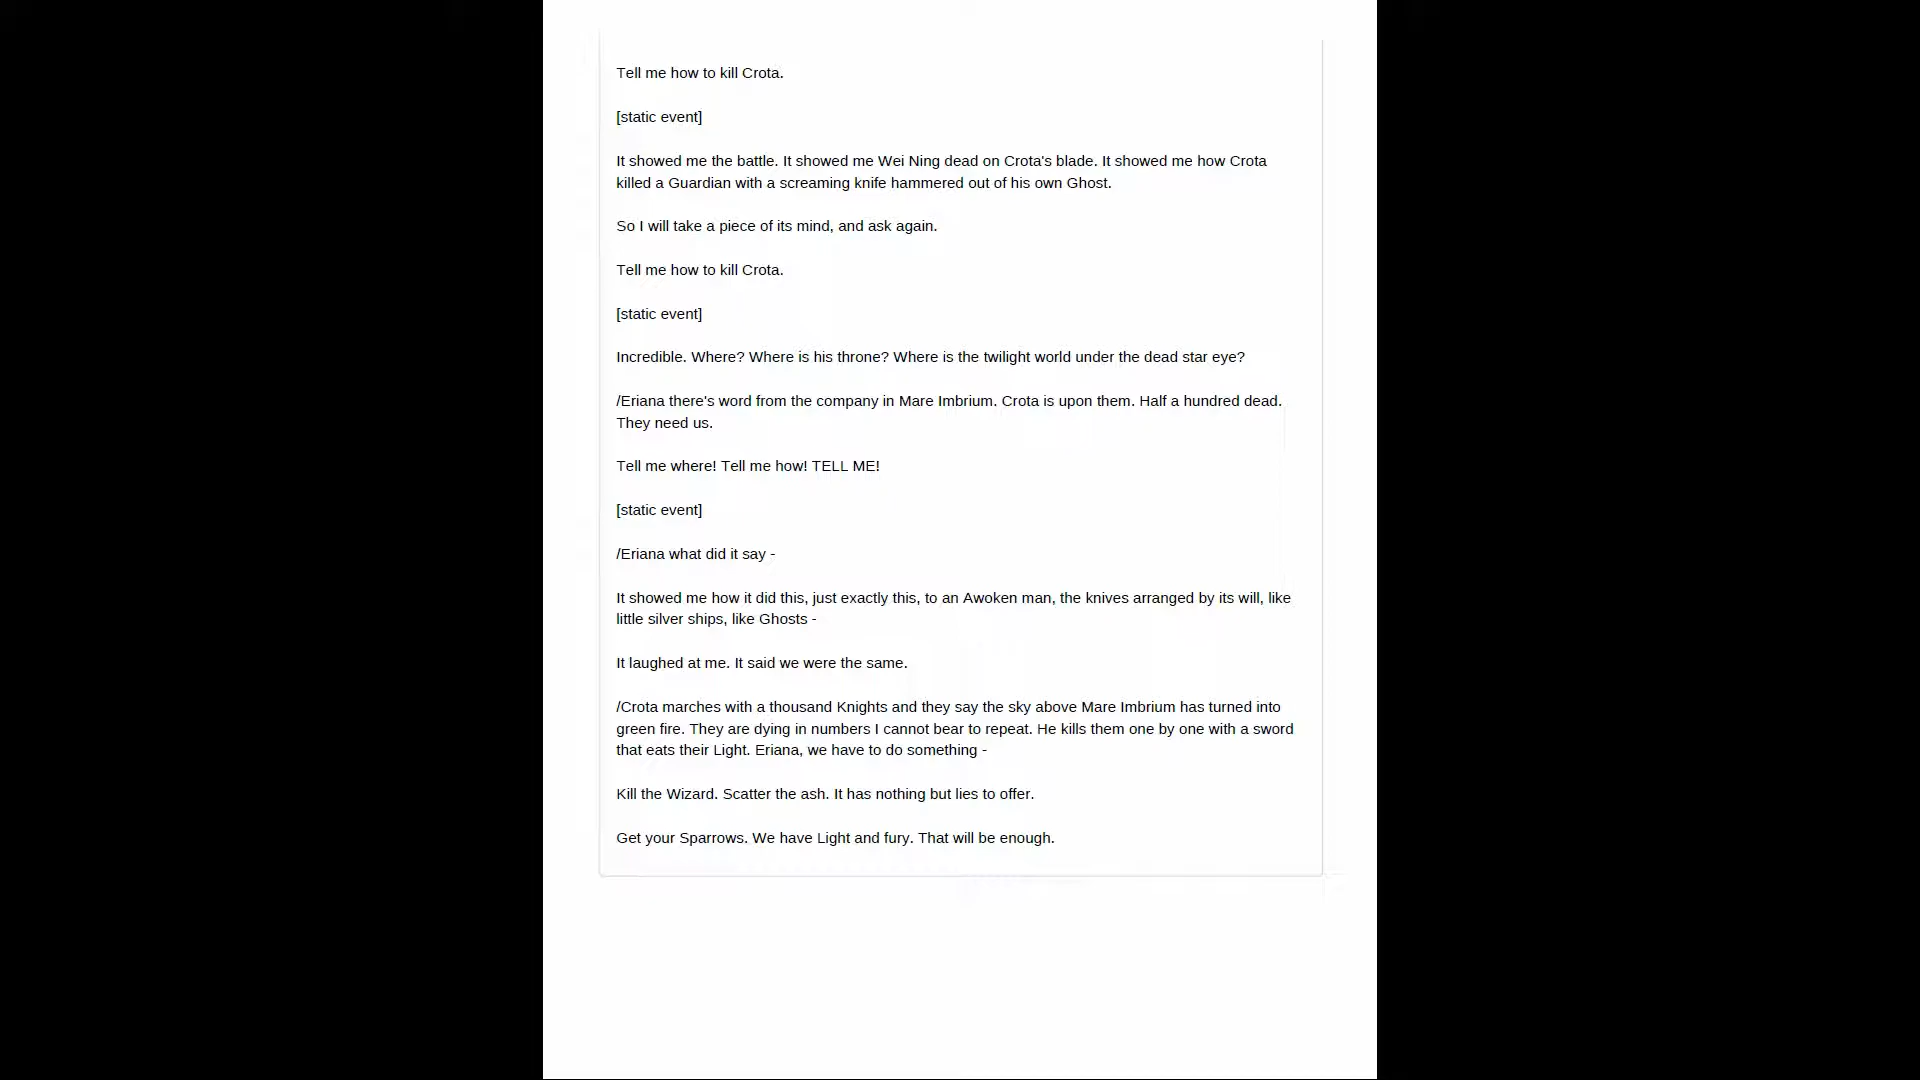 Tell me how to kill Crota.
[static event]
It showed me the battle. It showed me Wei Ning dead on Crota's blade. It showed me how Crota
killed a Guardian with a screaming knife hammered out of his own Ghost.
So I will take a piece of its mind, and ask again.
Tell me how to kill Crota.
[static event]
Incredible. Where? Where is his throne? Where is the twilight world under the dead star eye?
/Eriana there's word from the company in Mare Imbrium. Crota is upon them. Half a hundred dead.
They need us.
Tell me where! Tell me how! TELL ME!
[static event]
/Eriana what did it say -
It showed me how it did this, just exactly this, to an Awoken man, the knives arranged by its will, like
little silver ships, like Ghosts -
It laughed at me. It said we were the same.
/Crota marches with a thousand Knights and they say the sky above Mare Imbrium has turned into
green fire. They are dying in numbers I cannot bear to repeat. He kills them one by one with a sword
that eats their Light. Eriana, we have to do something -
Kill the Wizard. Scatter the ash. It has nothing but lies to offer.
Get your Sparrows. We have Light and fury. That will be enough.